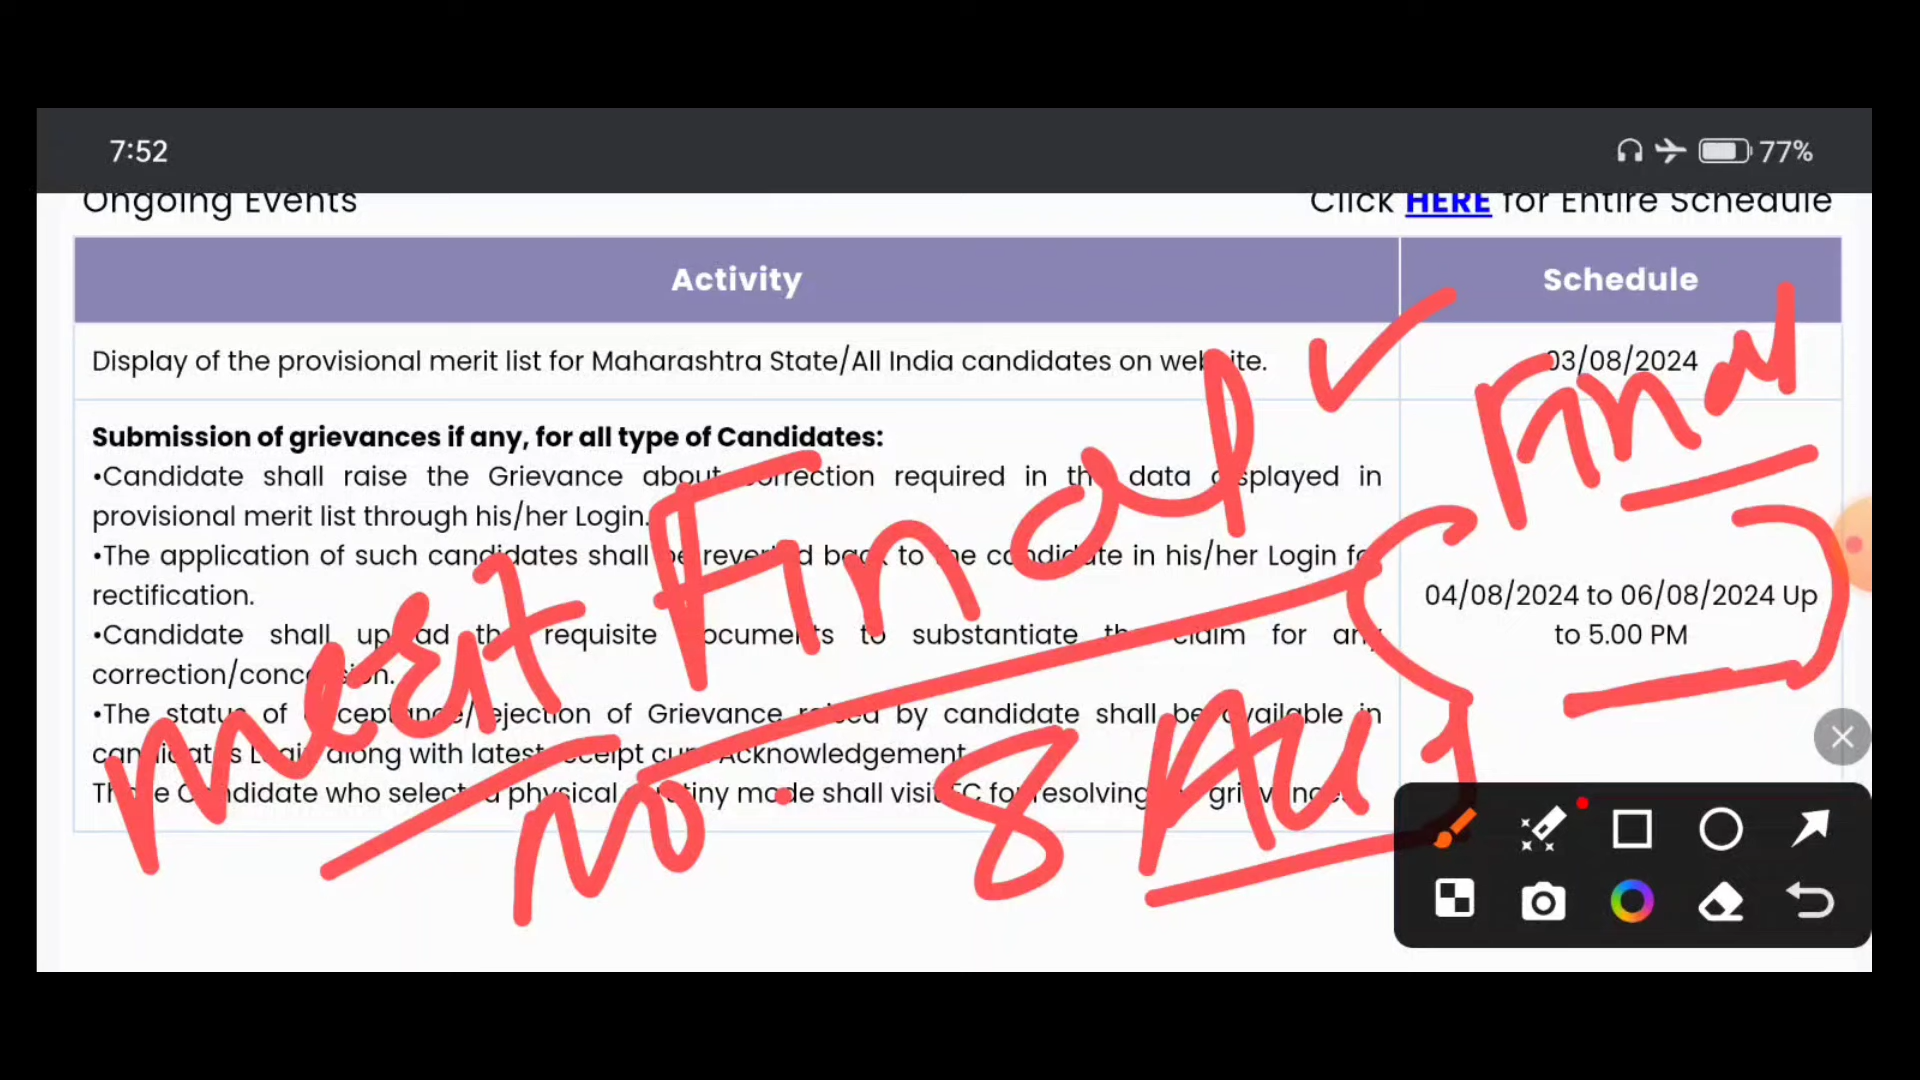 7:52
77%
Ongoing Events
Click HERE for Entire Schedule
Activity
Schedule
Display of the provisional merit list for Maharashtra State/All India candidates on website.
03/08/2024
Submission of grievances if any, for all type of Candidates:
•Candidate shall raise the Grievance about correction required in the data displayed in
provisional merit list through his/her Login.
•The application of such candidates shall be reverted back to the candidate in his/her Login for
rectification.
•Candidate shall upload the requisite documents to substantiate the claim for any
correction/concession.
•The status of acceptance/rejection of Grievance raised by candidate shall be available in
candidates Login along with latest receipt cum Acknowledgement.
Those Candidate who selected physical scrutiny mode shall visit FC for resolving the grievance.
04/08/2024 to 06/08/2024 Up
to 5.00 PM
Final
Final
merit
no.
8 Au